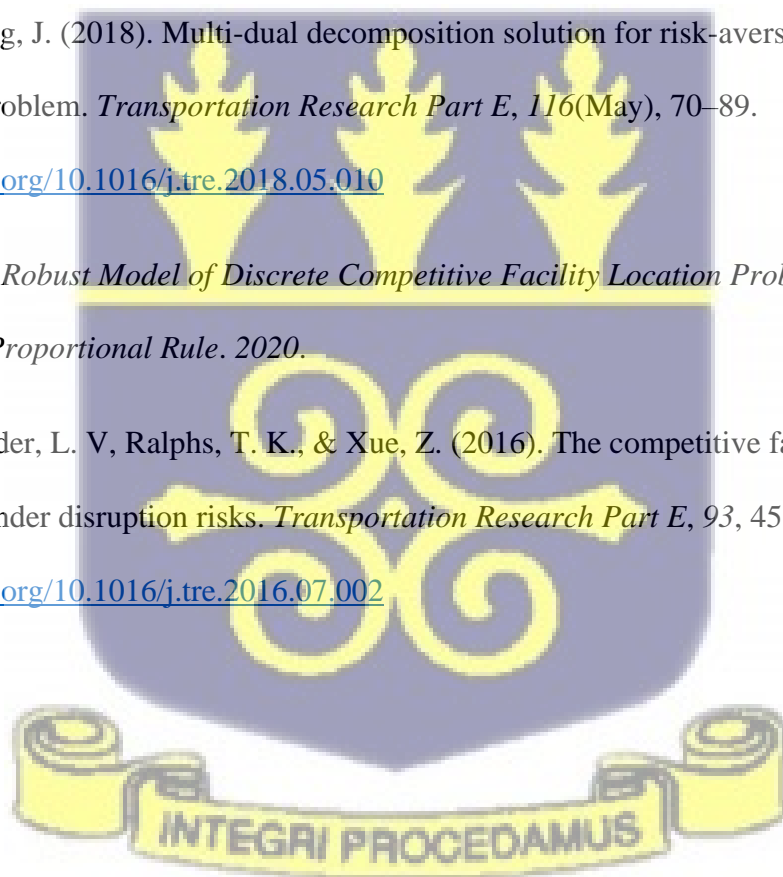 g, J. (2018). Multi-dual decomposition solution for risk-avers
roblem. Transportation Research Part E, 116(May), 70–89.
org/10.1016/j.tre.2018.05.010
Robust Model of Discrete Competitive Facility Location Prob
Proportional Rule. 2020.
der, L. V, Ralphs, T. K., & Xue, Z. (2016). The competitive fa
nder disruption risks. Transportation Research Part E, 93, 45
org/10.1016/j.tre.2016.07.002
INTEGRI PROCEDAMUS